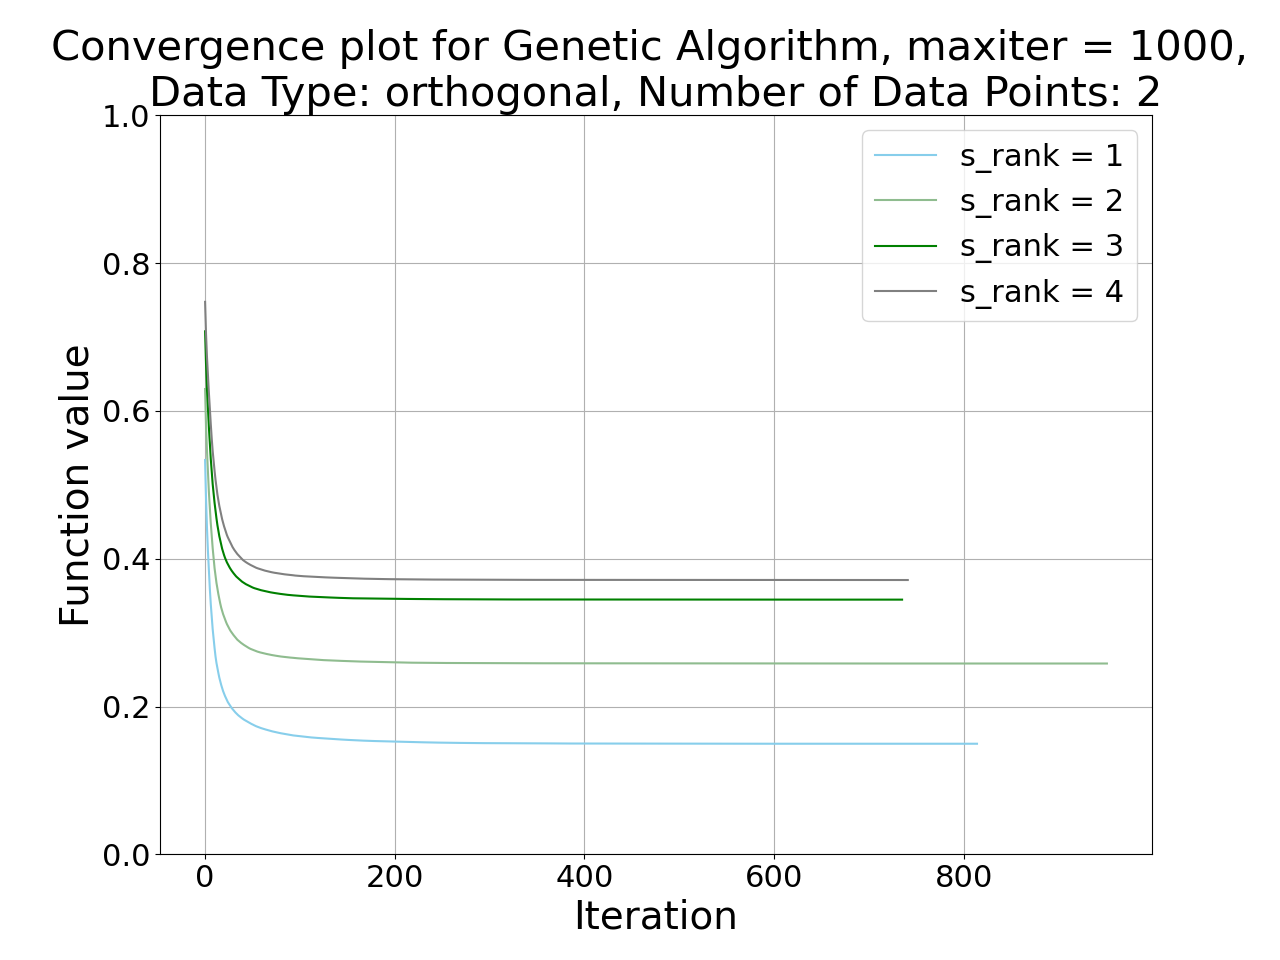 Convergence plot for Genetic Algorithm, maxiter = 1000,
Data Type: orthogonal, Number of Data Points: 2
1.0
0.8
0.6
0.4
0.2
0.0
Function value
s_rank = 1
s_rank = 2
s_rank = 3
s_rank = 4
0 200 400 600 800
Iteration